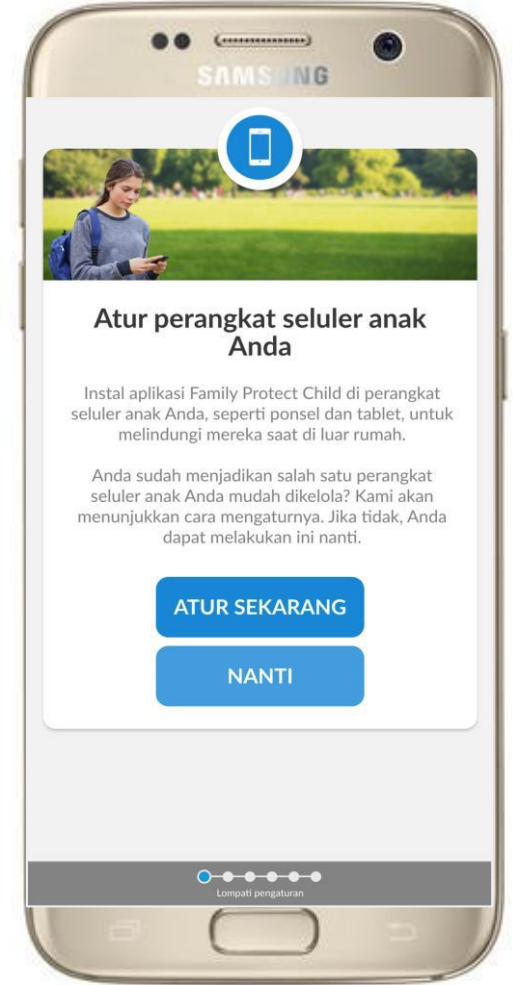 SAMSUNG
Atur perangkat seluler anak
Anda
Instal aplikasi Family Protect Child di perangkat
seluler anak Anda, seperti ponsel dan tablet, untuk
melindungi mereka saat di luar rumah.
Anda sudah menjadikan salah satu perangkat
seluler anak Anda mudah dikelola? Kami akan
menunjukkan cara mengaturnya. Jika tidak, Anda
dapat melakukan ini nanti.
ATUR SEKARANG
NANTI
Lompati pengaturan